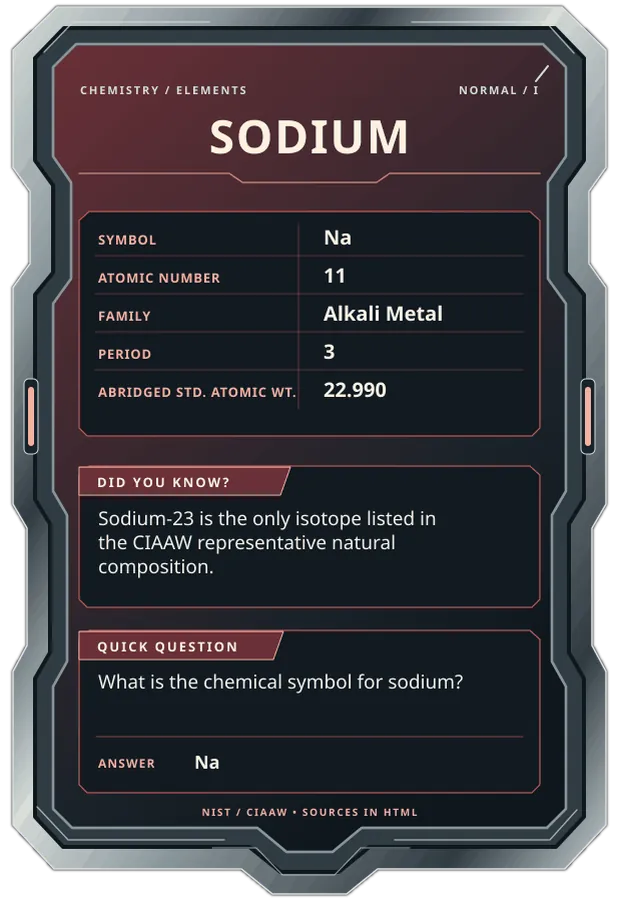 CHEMISTRY / ELEMENTS
NORMAL / I
SODIUM
SYMBOL Na
ATOMIC NUMBER 11
FAMILY Alkali Metal
PERIOD 3
ABRIDGED STD. ATOMIC WT. 22.990
DID YOU KNOW?
Sodium-23 is the only isotope listed in
the CIAAW representative natural
composition.
QUICK QUESTION
What is the chemical symbol for sodium?
ANSWER Na
NIST / CIAAW • SOURCES IN HTML